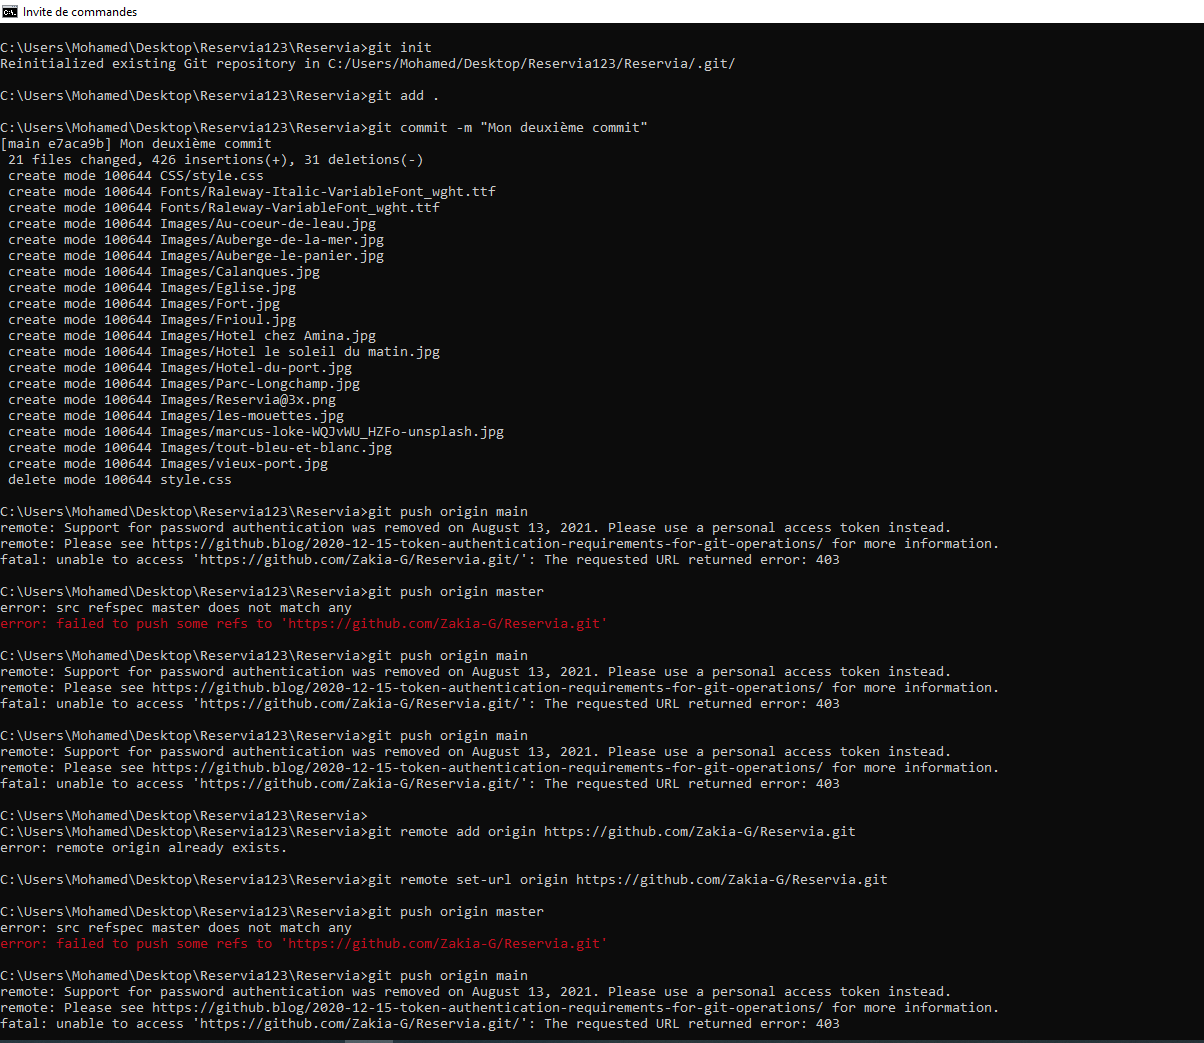 Invite de commandes
C:\Users\Mohamed\Desktop\Reservia123\Reservia>git init
Reinitialized existing Git repository in C:/Users/Mohamed/Desktop/Reservia123/Reservia/.git/
C:\Users\Mohamed\Desktop\Reservia123\Reservia>git add .
C:\Users\Mohamed\Desktop\Reservia123\Reservia>git commit -m "Mon deuxième commit"
[main e7aca9b] Mon deuxième commit
21 files changed, 426 insertions(+), 31 deletions(-)
create mode 100644 CSS/style.css
create mode 100644 Fonts/Raleway-Italic-VariableFont_wght.ttf
create mode 100644 Fonts/Raleway-VariableFont_wght.ttf
create mode 100644 Images/Au-coeur-de-leau.jpg
create mode 100644 Images/Auberge-de-la-mer.jpg
create mode 100644 Images/Auberge-le-panier.jpg
create mode 100644 Images/Calanques.jpg
create mode 100644 Images/Eglise.jpg
create mode 100644 Images/Fort.jpg
create mode 100644 Images/Frioul.jpg
create mode 100644 Images/Hotel chez Amina.jpg
create mode 100644 Images/Hotel le soleil du matin.jpg
create mode 100644 Images/Hotel-du-port.jpg
create mode 100644 Images/Parc-Longchamp.jpg
create mode 100644 Images/Reservia@3x.png
create mode 100644 Images/les-mouettes.jpg
create mode 100644 Images/marcus-loke-WQJvWU_HZFo-unsplash.jpg
create mode 100644 Images/tout-bleu-et-blanc.jpg
create mode 100644 Images/vieux-port.jpg
delete mode 100644 style.css
C:\Users\Mohamed\Desktop\Reservia123\Reservia>git push origin main
remote: Support for password authentication was removed on August 13, 2021. Please use a personal access token instead.
remote: Please see https://github.blog/2020-12-15-token-authentication-requirements-for-git-operations/ for more information.
fatal: unable to access 'https://github.com/Zakia-G/Reservia.git/': The requested URL returned error: 403
C:\Users\Mohamed\Desktop\Reservia123\Reservia>git push origin master
error: src refspec master does not match any
error: failed to push some refs to 'https://github.com/Zakia-G/Reservia.git'
C:\Users\Mohamed\Desktop\Reservia123\Reservia>git push origin main
remote: Support for password authentication was removed on August 13, 2021. Please use a personal access token instead.
remote: Please see https://github.blog/2020-12-15-token-authentication-requirements-for-git-operations/ for more information.
fatal: unable to access 'https://github.com/Zakia-G/Reservia.git/': The requested URL returned error: 403
C:\Users\Mohamed\Desktop\Reservia123\Reservia>git push origin main
remote: Support for password authentication was removed on August 13, 2021. Please use a personal access token instead.
remote: Please see https://github.blog/2020-12-15-token-authentication-requirements-for-git-operations/ for more information.
fatal: unable to access 'https://github.com/Zakia-G/Reservia.git/': The requested URL returned error: 403
C:\Users\Mohamed\Desktop\Reservia123\Reservia>
C:\Users\Mohamed\Desktop\Reservia123\Reservia>git remote add origin https://github.com/Zakia-G/Reservia.git
error: remote origin already exists.
C:\Users\Mohamed\Desktop\Reservia123\Reservia>git remote set-url origin https://github.com/Zakia-G/Reservia.git
C:\Users\Mohamed\Desktop\Reservia123\Reservia>git push origin master
error: src refspec master does not match any
error: failed to push some refs to 'https://github.com/Zakia-G/Reservia.git'
C:\Users\Mohamed\Desktop\Reservia123\Reservia>git push origin main
remote: Support for password authentication was removed on August 13, 2021. Please use a personal access token instead.
remote: Please see https://github.blog/2020-12-15-token-authentication-requirements-for-git-operations/ for more information.
fatal: unable to access 'https://github.com/Zakia-G/Reservia.git/': The requested URL returned error: 403